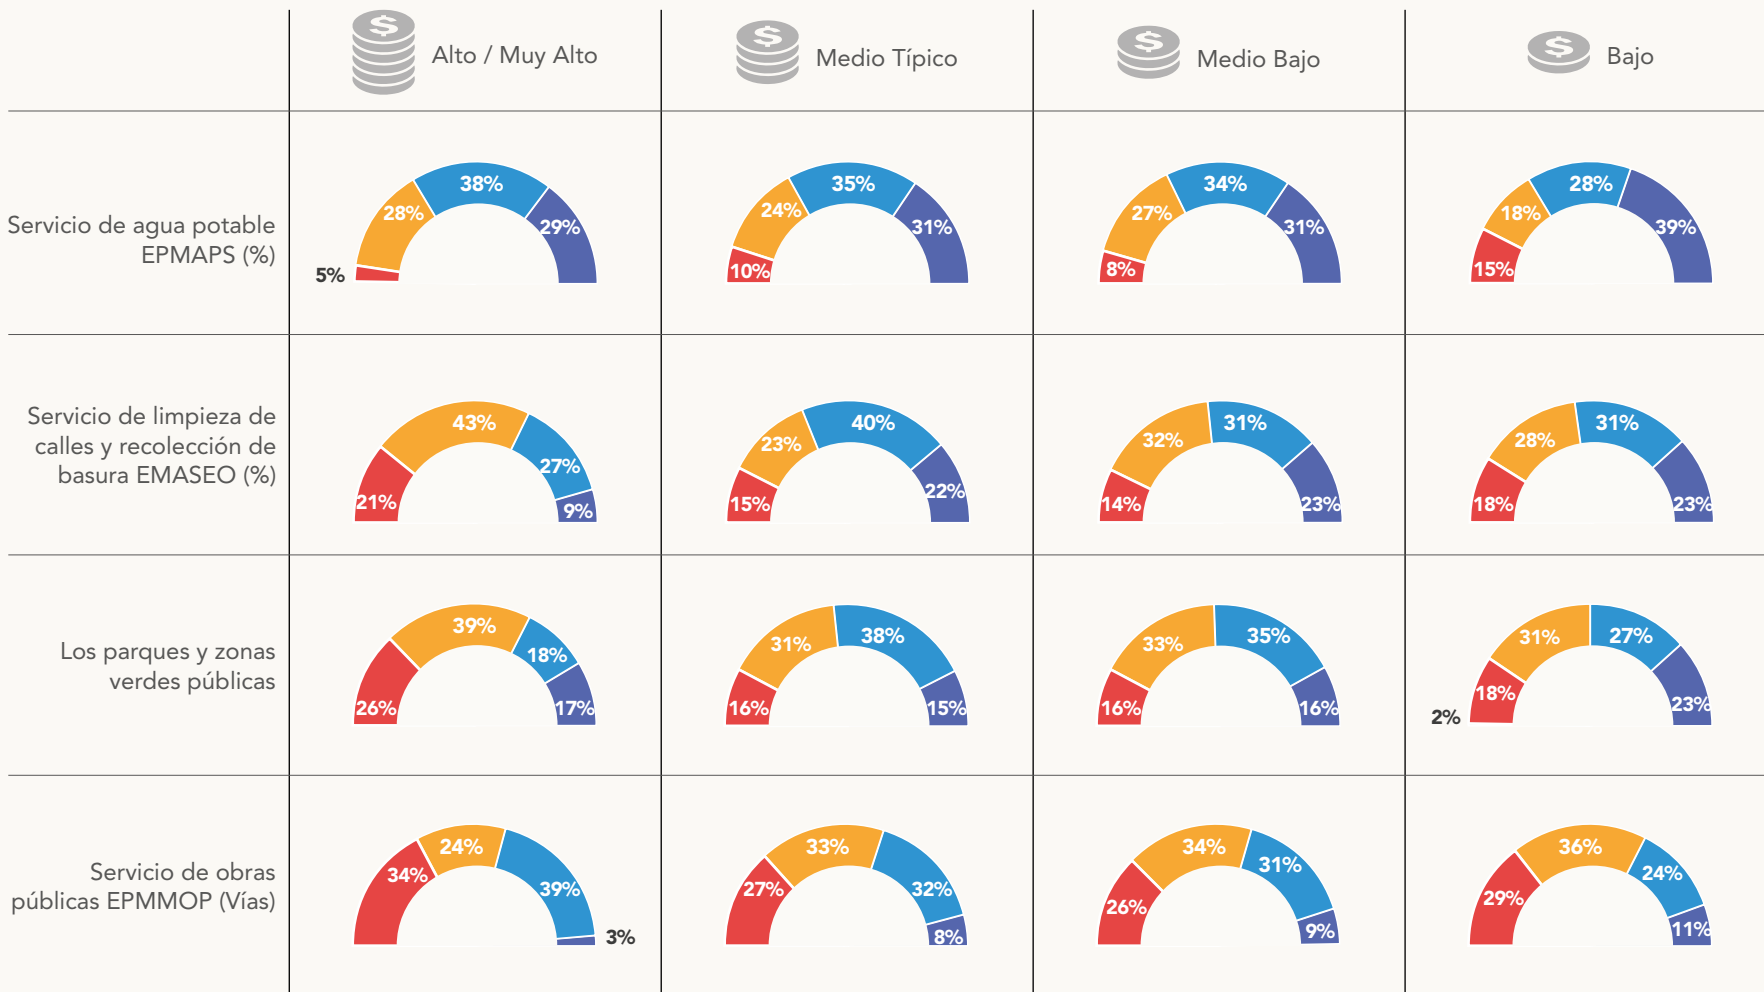 $ Alto / Muy Alto
$ Medio Típico
$ Medio Bajo
$ Bajo
Servicio de agua potable
EPMAPS (%)
5% 28% 38% 29%
10% 24% 35% 31%
8% 27% 34% 31%
15% 18% 28% 39%
Servicio de limpieza de
calles y recolección de
basura EMASEO (%)
21% 43% 27% 9%
15% 23% 40% 22%
14% 32% 31% 23%
18% 28% 31% 23%
Los parques y zonas
verdes públicas
26% 39% 18% 17%
16% 31% 38% 15%
16% 33% 35% 16%
2% 18% 31% 27% 23%
Servicio de obras
públicas EPMMOP (Vías)
34% 24% 39% 3%
27% 33% 32% 8%
26% 34% 31% 9%
29% 36% 24% 11%